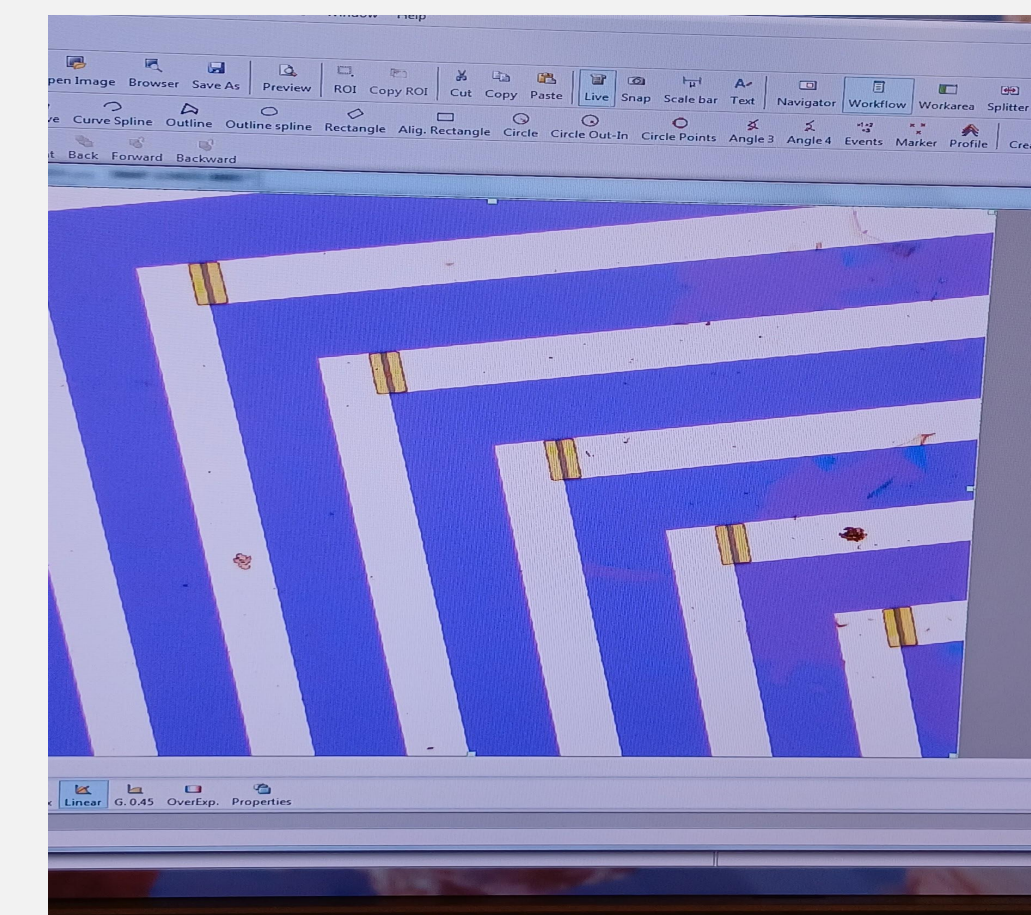 Help
pen Image Browser Save As Preview ROI Copy ROI Cut Copy Paste Live Snap Scale bar Text Navigator Workflow Workarea Splitter
Curve Spline Outline Outline spline Rectangle Alig. Rectangle Circle Circle Out-In Circle Points Angle 3 Angle 4 Events Marker Profile Cre
Back Forward Backward
Linear G. 0.45 OverExp. Properties